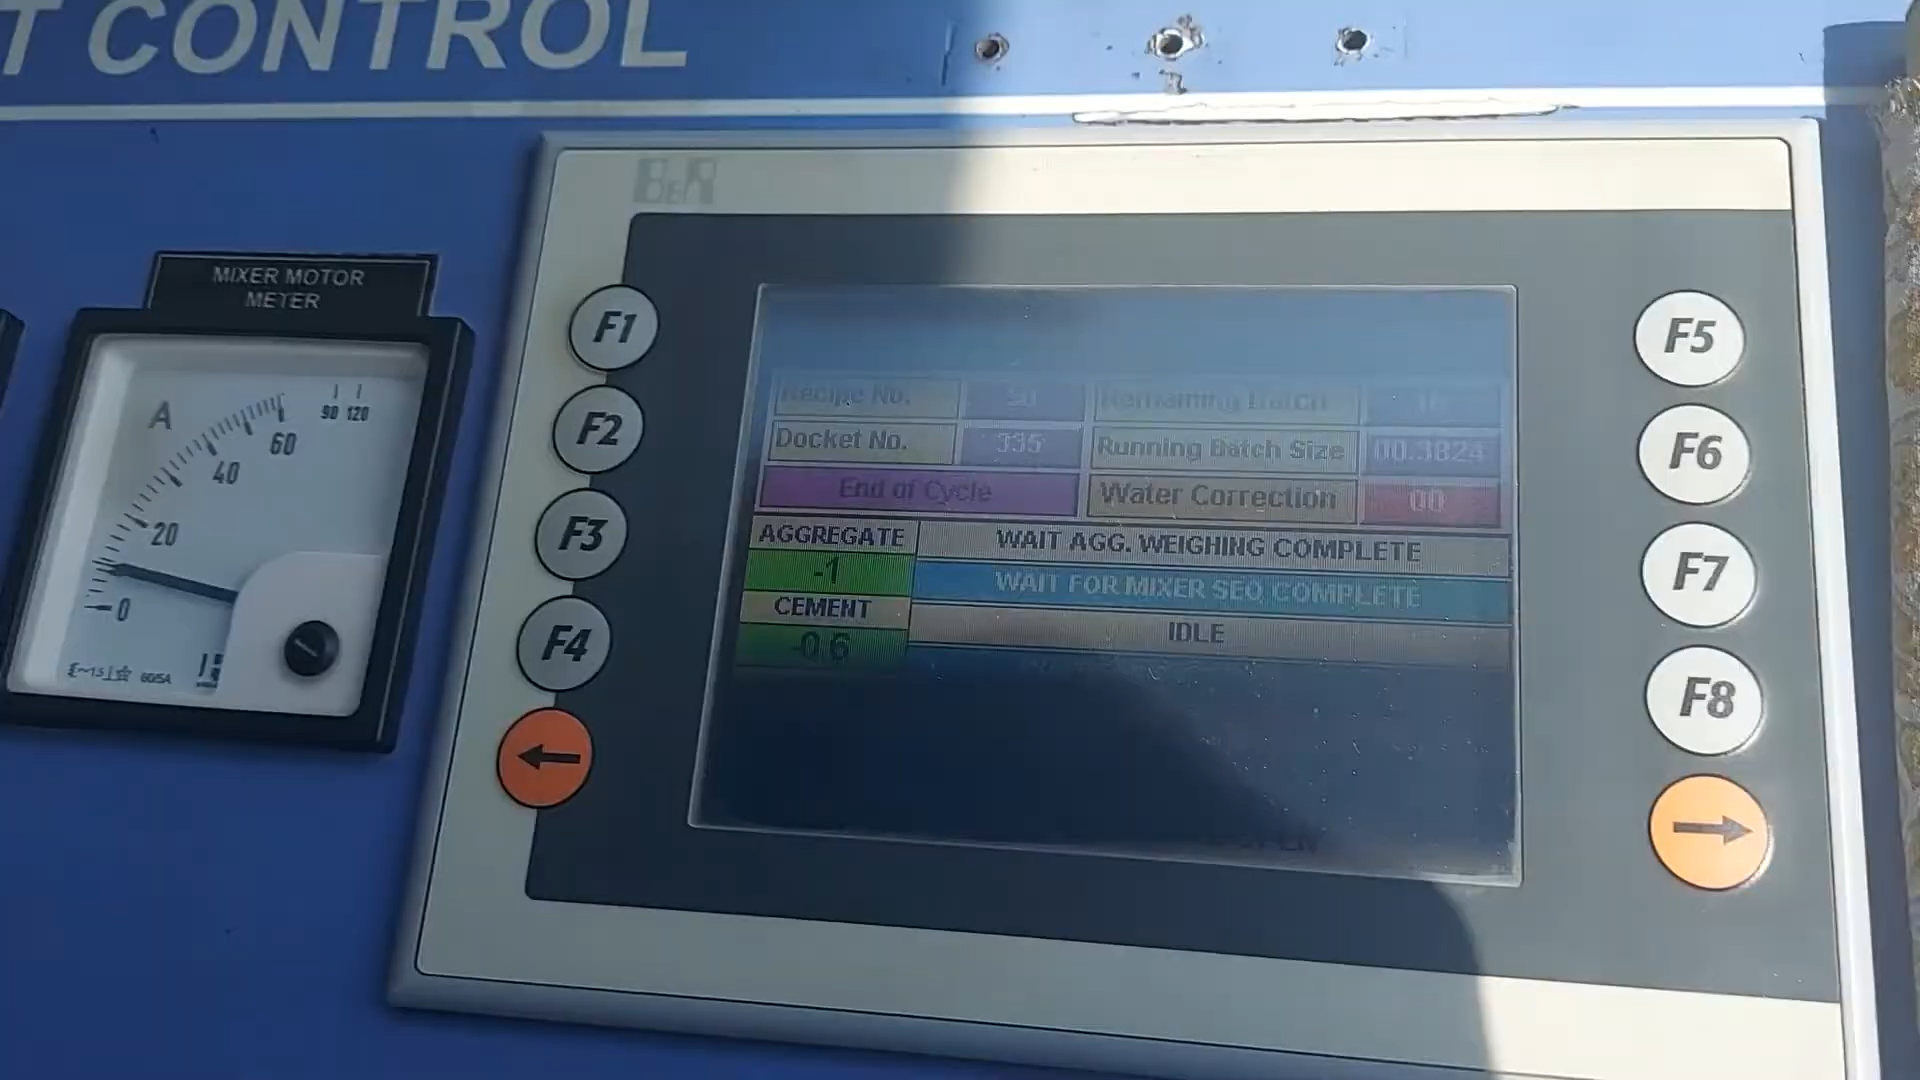 T CONTROL
B&R
MIXER MOTOR
METER
A
0 20 40 60 90 120
60/5A
F1
F2
F3
F4
F5
F6
F7
F8
Recipe No. Remaining Batch
Docket No. 335 Running Batch Size 00.3824
End of Cycle Water Correction 00
AGGREGATE WAIT AGG. WEIGHING COMPLETE
-1 WAIT FOR MIXER SEQ COMPLETE
CEMENT IDLE
-0.6